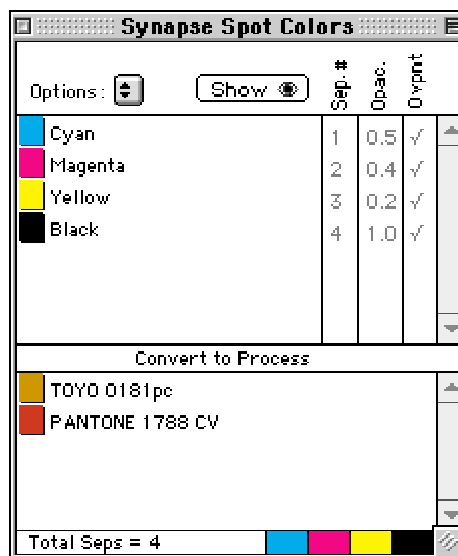 Synapse Spot Colors
Options: Show Sep. # Opac. Ovprnt
Cyan 1 0.5 √
Magenta 2 0.4 √
Yellow 3 0.2 √
Black 4 1.0 √
Convert to Process
TOYO 0181pc
PANTONE 1788 CV
Total Seps = 4